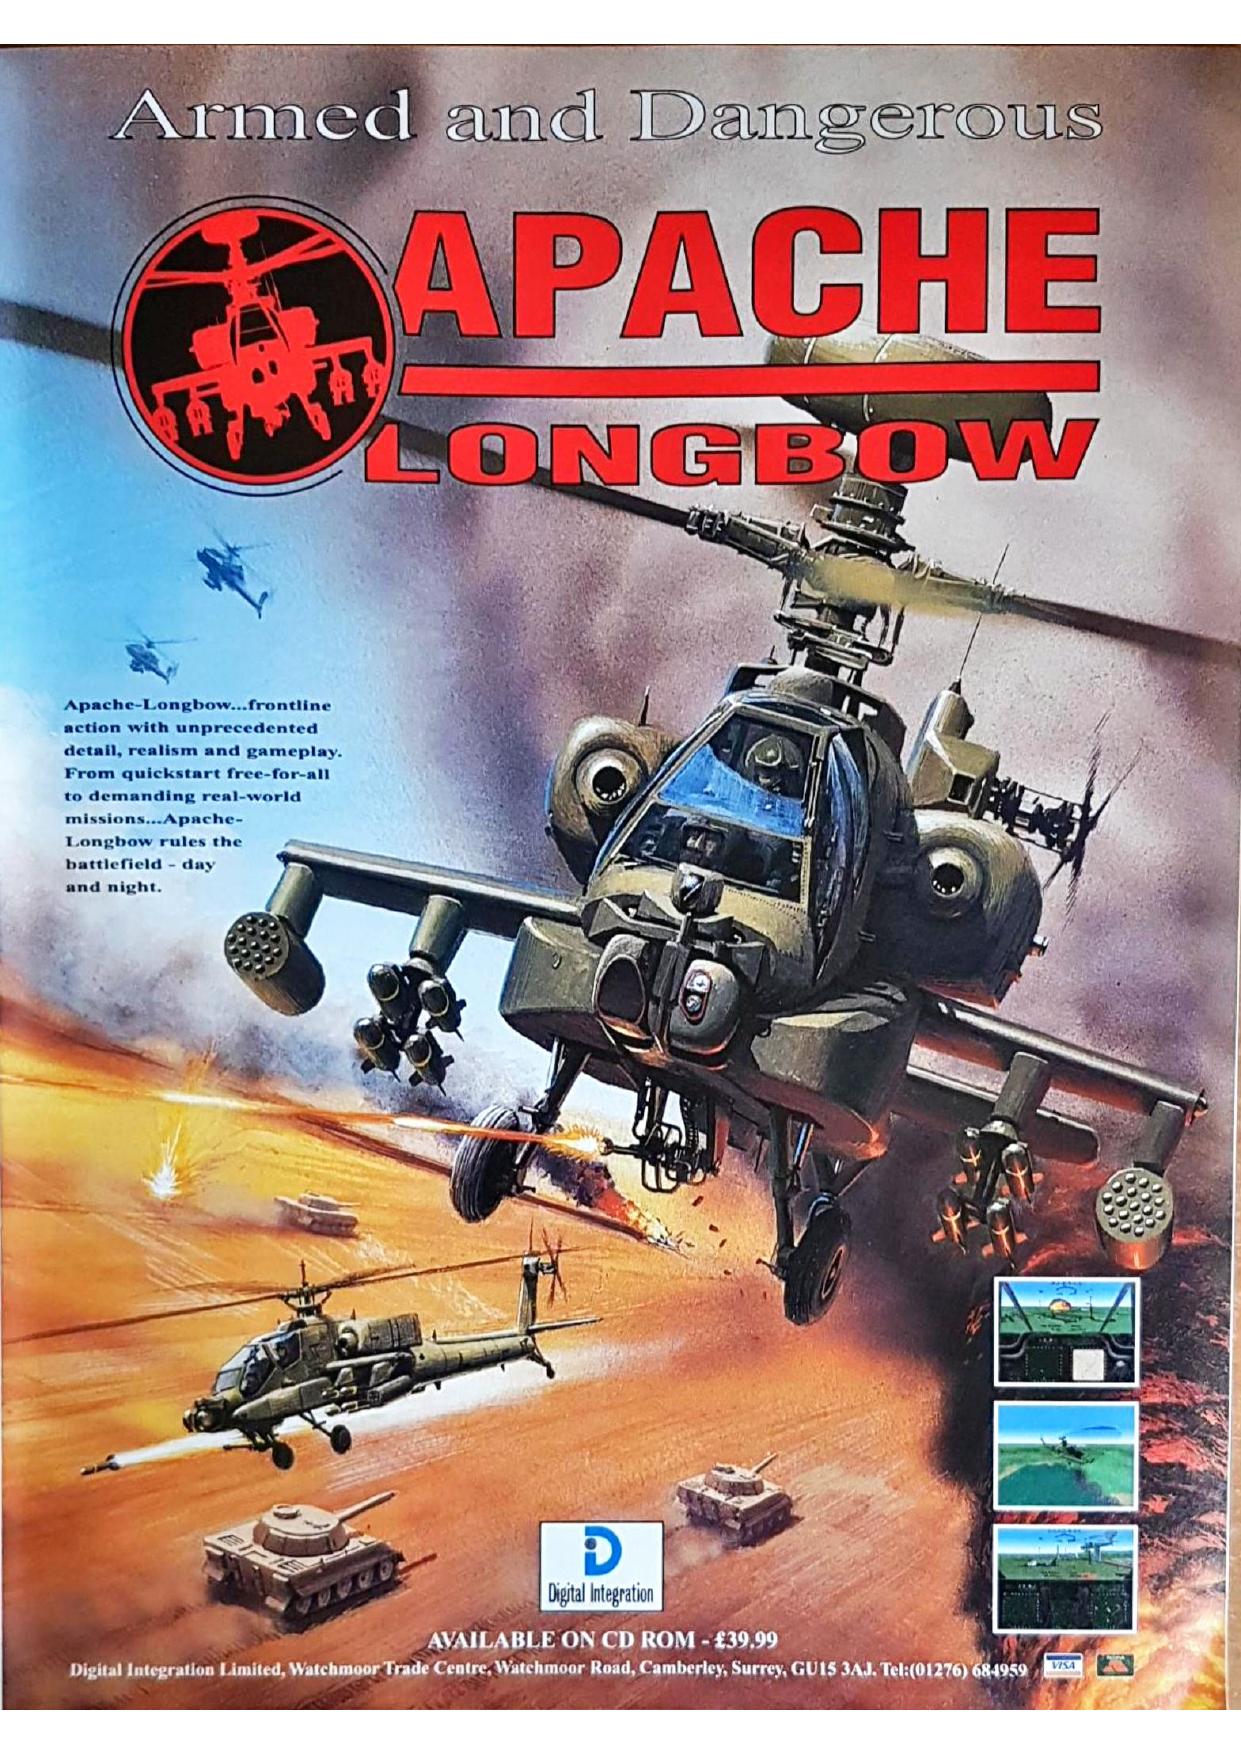 Armed and Dangerous
APACHE
LONGBOW
Apache-Longbow...frontline
action with unprecedented
detail, realism and gameplay.
From quickstart free-for-all
to demanding real-world
missions...Apache-
Longbow rules the
battlefield - day
and night.
Digital Integration
AVAILABLE ON CD ROM - £39.99
Digital Integration Limited, Watchmoor Trade Centre, Watchmoor Road, Camberley, Surrey, GU15 3AJ. Tel:(01276) 684959
VISA